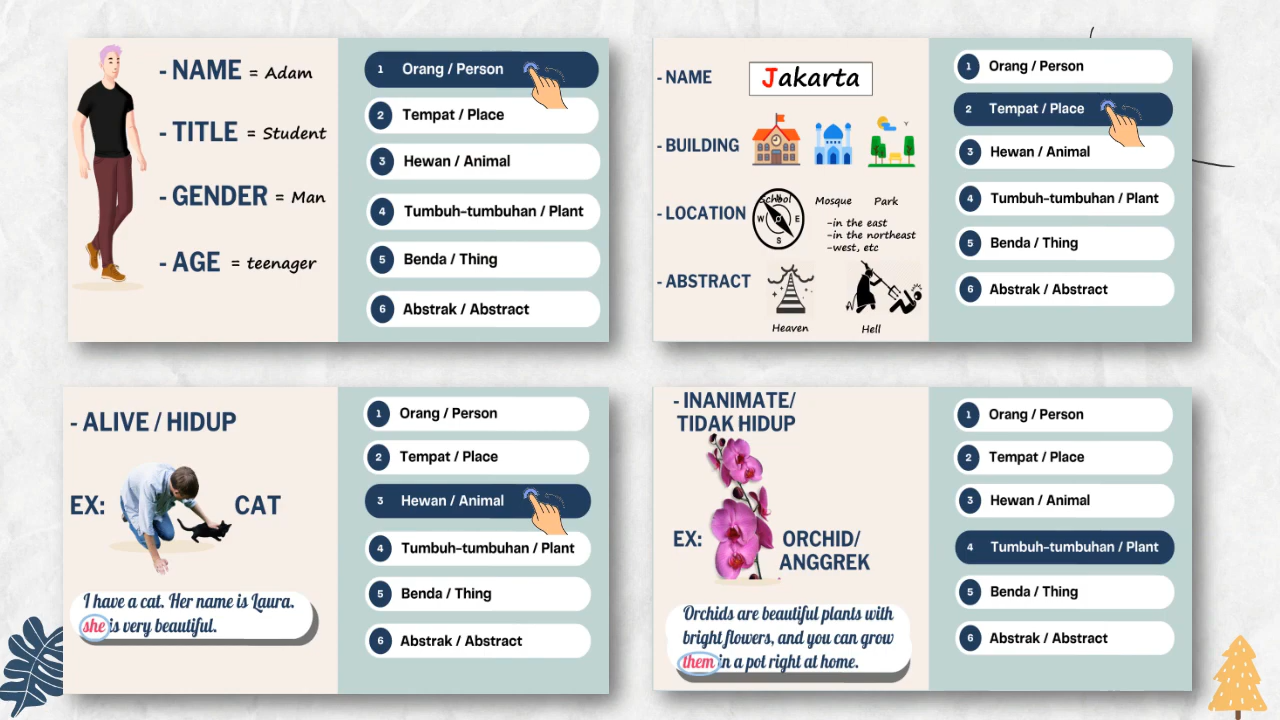 - NAME = Adam
- TITLE = Student
- GENDER = Man
- AGE = teenager
1 Orang / Person
2 Tempat / Place
3 Hewan / Animal
4 Tumbuh-tumbuhan / Plant
5 Benda / Thing
6 Abstrak / Abstract
- NAME Jakarta
- BUILDING
School Mosque Park
- LOCATION
N
W E
S
-in the east
-in the northeast
-west, etc
- ABSTRACT
Heaven Hell
1 Orang / Person
2 Tempat / Place
3 Hewan / Animal
4 Tumbuh-tumbuhan / Plant
5 Benda / Thing
6 Abstrak / Abstract
- ALIVE / HIDUP
EX: CAT
I have a cat. Her name is Laura.
she is very beautiful.
1 Orang / Person
2 Tempat / Place
3 Hewan / Animal
4 Tumbuh-tumbuhan / Plant
5 Benda / Thing
6 Abstrak / Abstract
- INANIMATE/
TIDAK HIDUP
EX: ORCHID/
ANGGREK
Orchids are beautiful plants with
bright flowers, and you can grow
them in a pot right at home.
1 Orang / Person
2 Tempat / Place
3 Hewan / Animal
4 Tumbuh-tumbuhan / Plant
5 Benda / Thing
6 Abstrak / Abstract